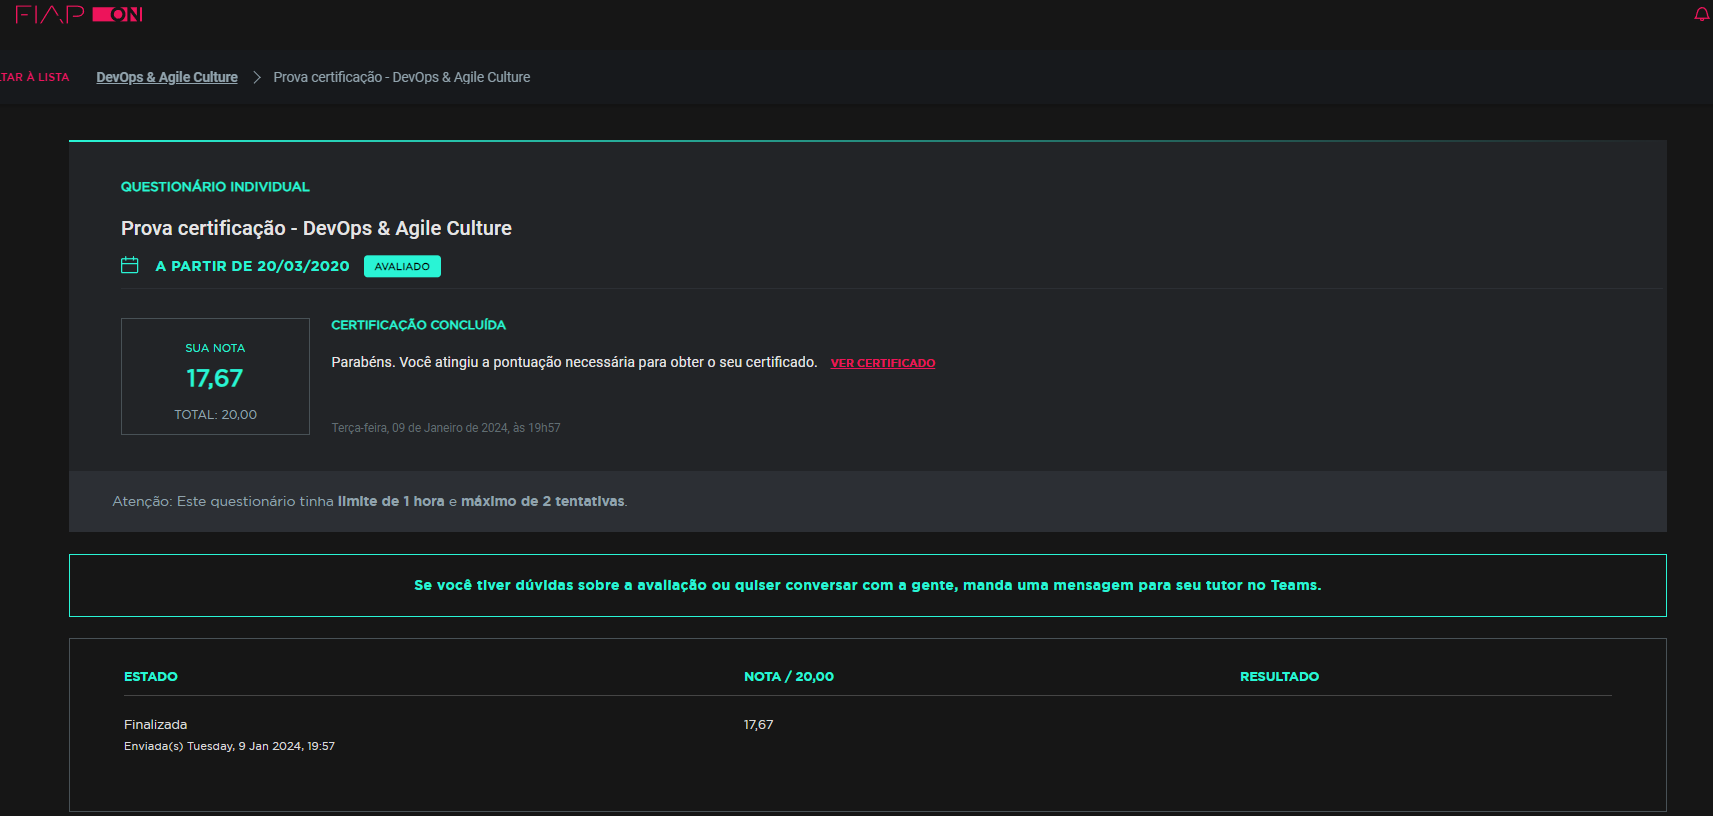 FIAP ON
TAR À LISTA
DevOps & Agile Culture > Prova certificação - DevOps & Agile Culture
QUESTIONÁRIO INDIVIDUAL
Prova certificação - DevOps & Agile Culture
A PARTIR DE 20/03/2020 AVALIADO
SUA NOTA
17,67
TOTAL: 20,00
CERTIFICAÇÃO CONCLUÍDA
Parabéns. Você atingiu a pontuação necessária para obter o seu certificado. VER CERTIFICADO
Terça-feira, 09 de Janeiro de 2024, às 19h57
Atenção: Este questionário tinha limite de 1 hora e máximo de 2 tentativas.
Se você tiver dúvidas sobre a avaliação ou quiser conversar com a gente, manda uma mensagem para seu tutor no Teams.
ESTADO NOTA / 20,00 RESULTADO
Finalizada 17,67
Enviada(s) Tuesday, 9 Jan 2024, 19:57